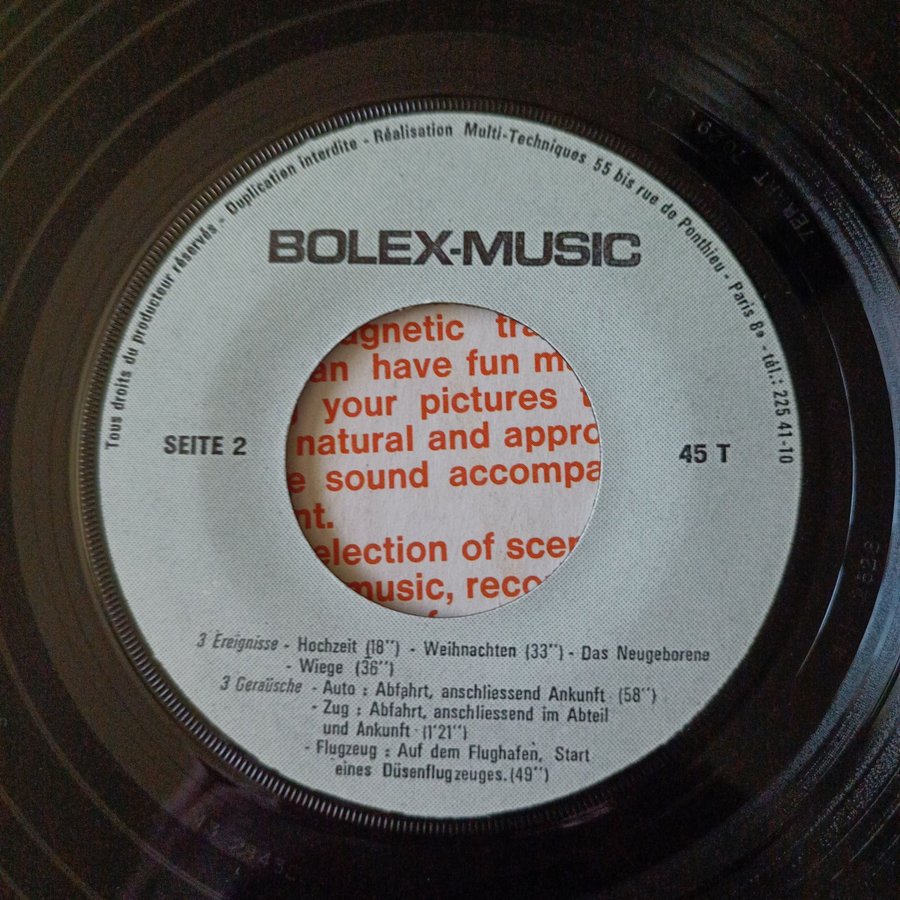 Tous droits du producteur réservés - Duplication interdite - Réalisation Multi-Techniques 55 bis rue de Ponthieu - Paris 8e - tél.: 225 41-10
BOLEX-MUSIC
agnetic tra
an have fun m
your pictures
SEITE 2
natural and appro
45 T
e sound accompa
nt.
election of scen
music, reco
3 Ereignisse - Hochzeit (18'') - Weihnachten (33'') - Das Neugeborene
- Wiege (36'')
3 Geraüsche - Auto : Abfahrt, anschliessend Ankunft (58'')
- Zug : Abfahrt, anschliessend im Abteil
und Ankunft (1'21'')
- Flugzeug : Auf dem Flughafen, Start
eines Düsenflugzeuges. (49'')